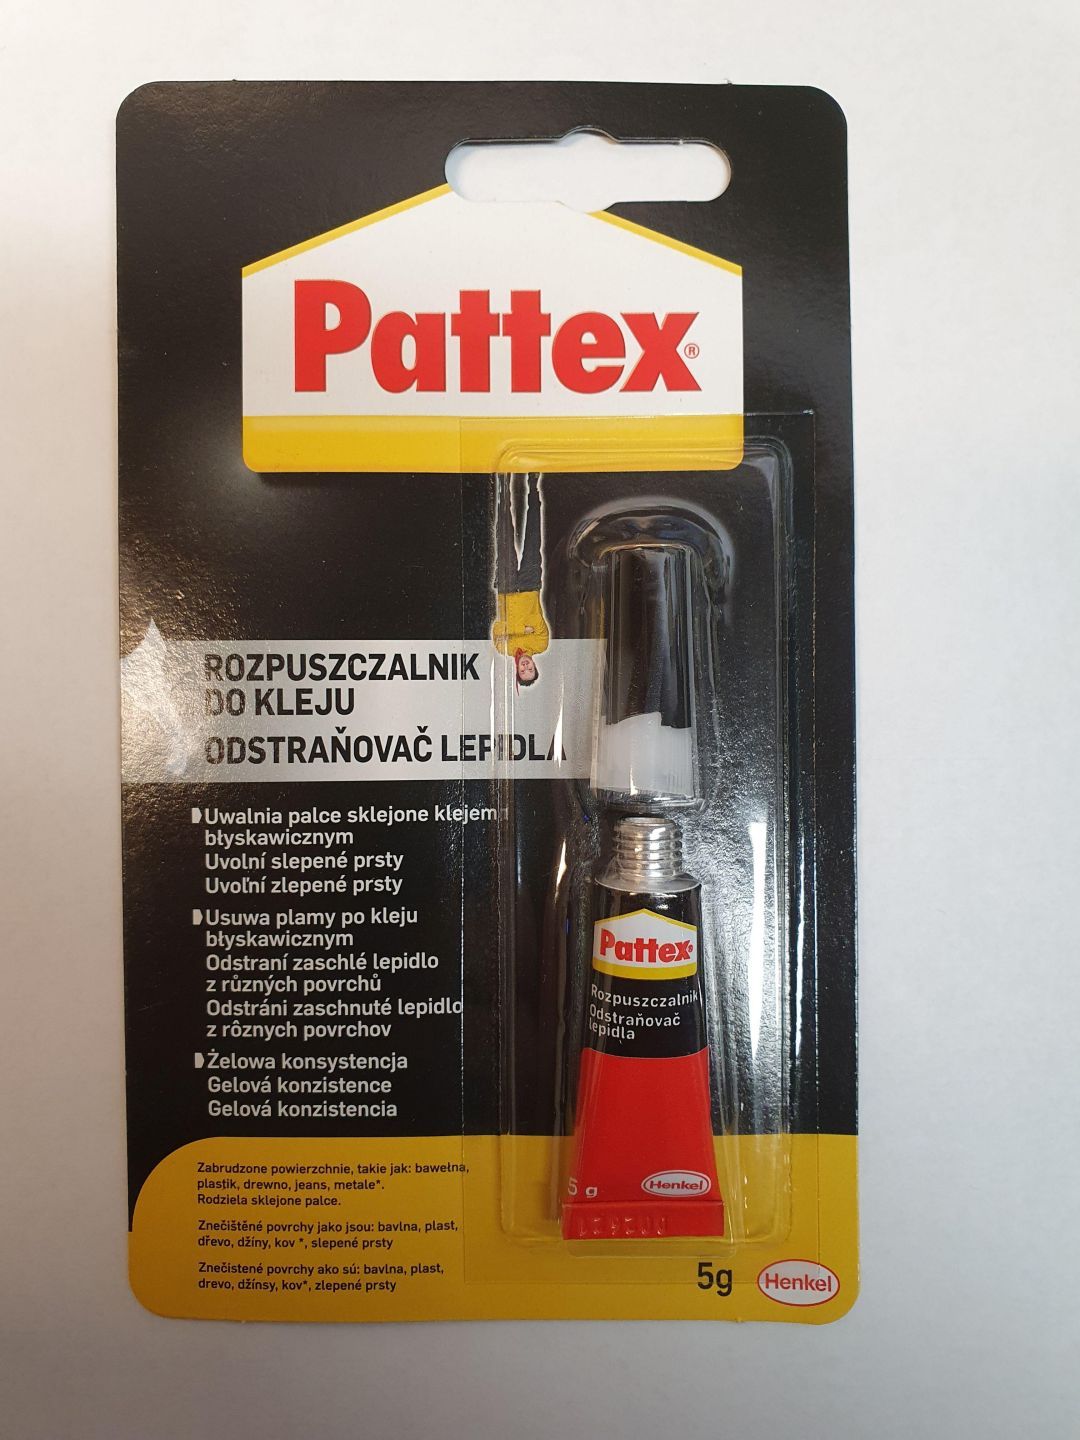 Pattex®
ROZPUSZCZALNIK
DO KLEJU
ODSTRAŇOVAČ LEPIDLA
Uwalnia palce sklejone klejem
błyskawicznym
Uvolní slepené prsty
Uvoľní zlepené prsty
Usuwa plamy po kleju
błyskawicznym
Odstraní zaschlé lepidlo
z různých povrchů
Odstráni zaschnuté lepidlo
z rôznych povrchov
Żelowa konsystencja
Gelová konzistence
Gelová konzistencia
Zabrudzone powierzchnie, takie jak: bawełna,
plastik, drewno, jeans, metale*.
Rodziela sklejone palce.
Znečištěné povrchy jako jsou: bavlna, plast,
dřevo, džíny, kov *, slepené prsty
Znečistené povrchy ako sú: bavlna, plast,
drevo, džínsy, kov*, zlepené prsty
Pattex®
Rozpuszczalnik
Odstraňovač
lepidla
5 g
Henkel
5g
Henkel